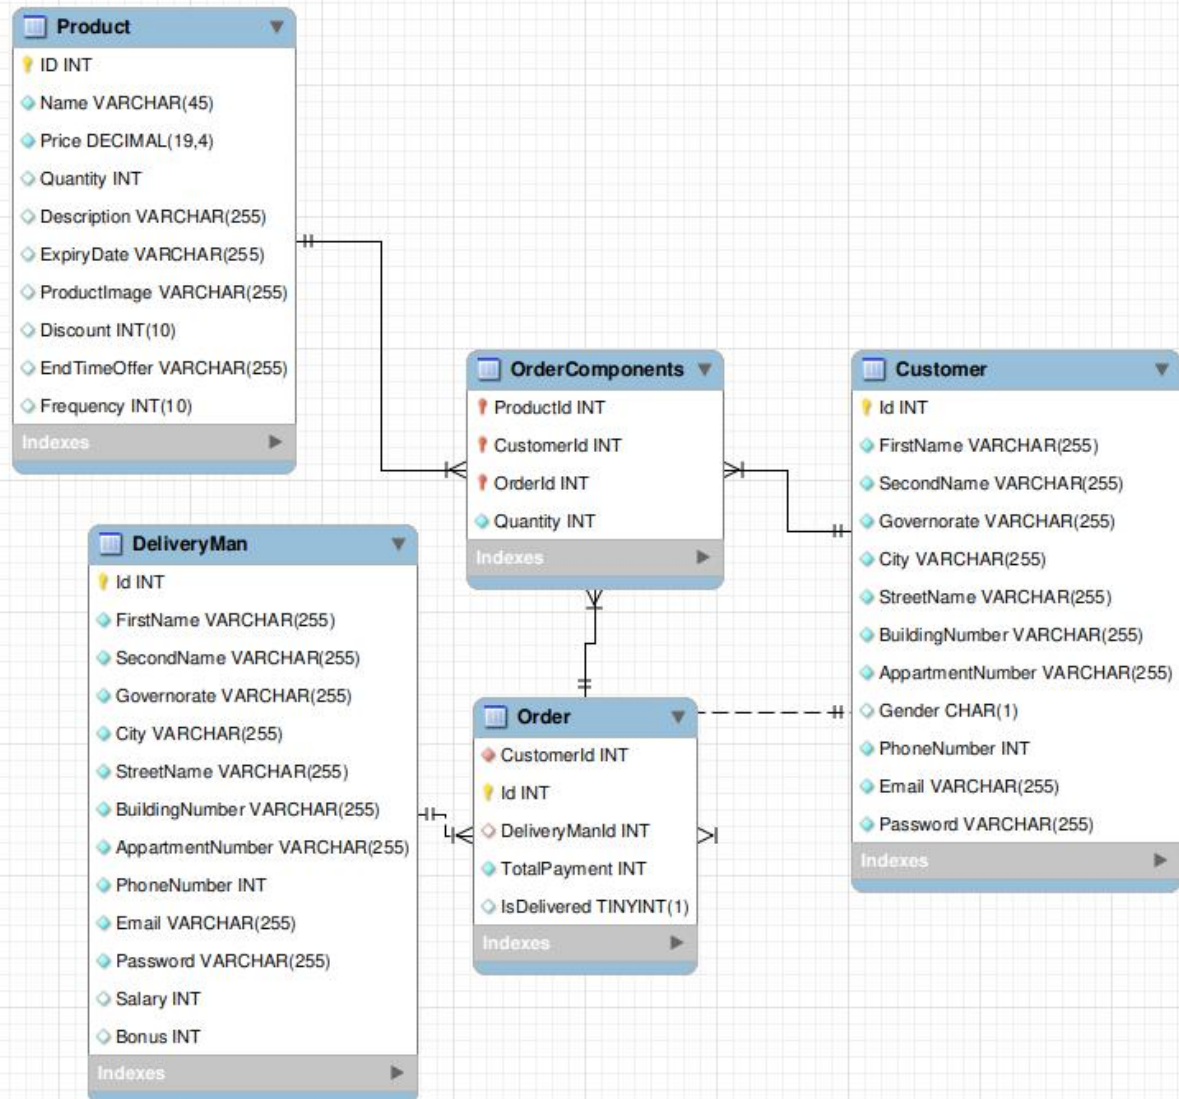 Product
ID INT
Name VARCHAR(45)
Price DECIMAL(19,4)
Quantity INT
Description VARCHAR(255)
ExpiryDate VARCHAR(255)
ProductImage VARCHAR(255)
Discount INT(10)
EndTimeOffer VARCHAR(255)
Frequency INT(10)
Indexes
OrderComponents
ProductId INT
CustomerId INT
OrderId INT
Quantity INT
Indexes
Customer
Id INT
FirstName VARCHAR(255)
SecondName VARCHAR(255)
Governorate VARCHAR(255)
City VARCHAR(255)
StreetName VARCHAR(255)
BuildingNumber VARCHAR(255)
AppartmentNumber VARCHAR(255)
Gender CHAR(1)
PhoneNumber INT
Email VARCHAR(255)
Password VARCHAR(255)
Indexes
DeliveryMan
Id INT
FirstName VARCHAR(255)
SecondName VARCHAR(255)
Governorate VARCHAR(255)
City VARCHAR(255)
StreetName VARCHAR(255)
BuildingNumber VARCHAR(255)
AppartmentNumber VARCHAR(255)
PhoneNumber INT
Email VARCHAR(255)
Password VARCHAR(255)
Salary INT
Bonus INT
Indexes
Order
CustomerId INT
Id INT
DeliveryManId INT
TotalPayment INT
IsDelivered TINYINT(1)
Indexes